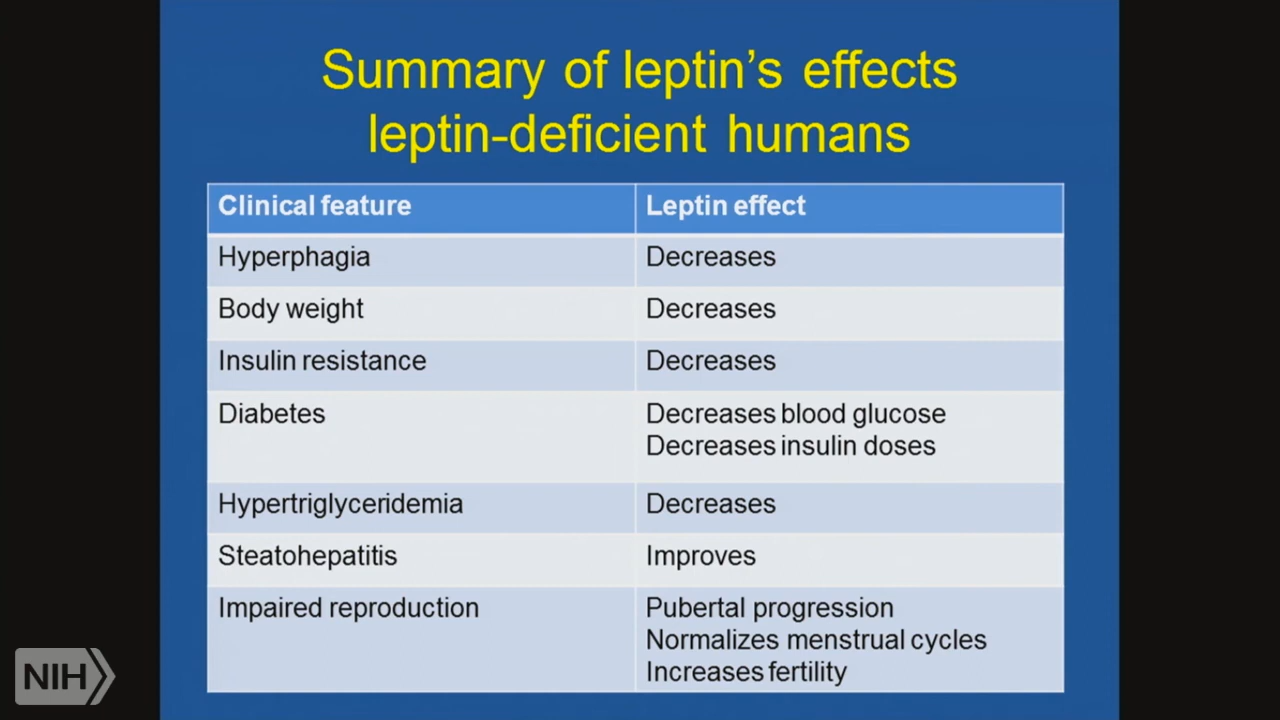 Summary of leptin's effects
leptin-deficient humans
Clinical feature Leptin effect
Hyperphagia Decreases
Body weight Decreases
Insulin resistance Decreases
Diabetes Decreases blood glucose
Decreases insulin doses
Hypertriglyceridemia Decreases
Steatohepatitis Improves
Impaired reproduction Pubertal progression
Normalizes menstrual cycles
Increases fertility
NIH